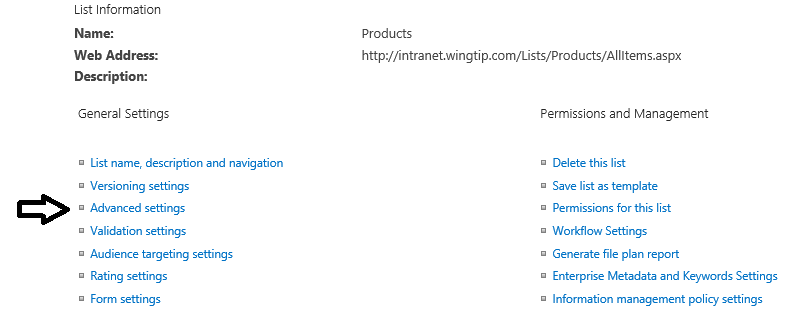 List Information
Name: Products
Web Address: http://intranet.wingtip.com/Lists/Products/AllItems.aspx
Description:
General Settings Permissions and Management
List name, description and navigation Delete this list
Versioning settings Save list as template
Advanced settings Permissions for this list
Validation settings Workflow Settings
Audience targeting settings Generate file plan report
Rating settings Enterprise Metadata and Keywords Settings
Form settings Information management policy settings